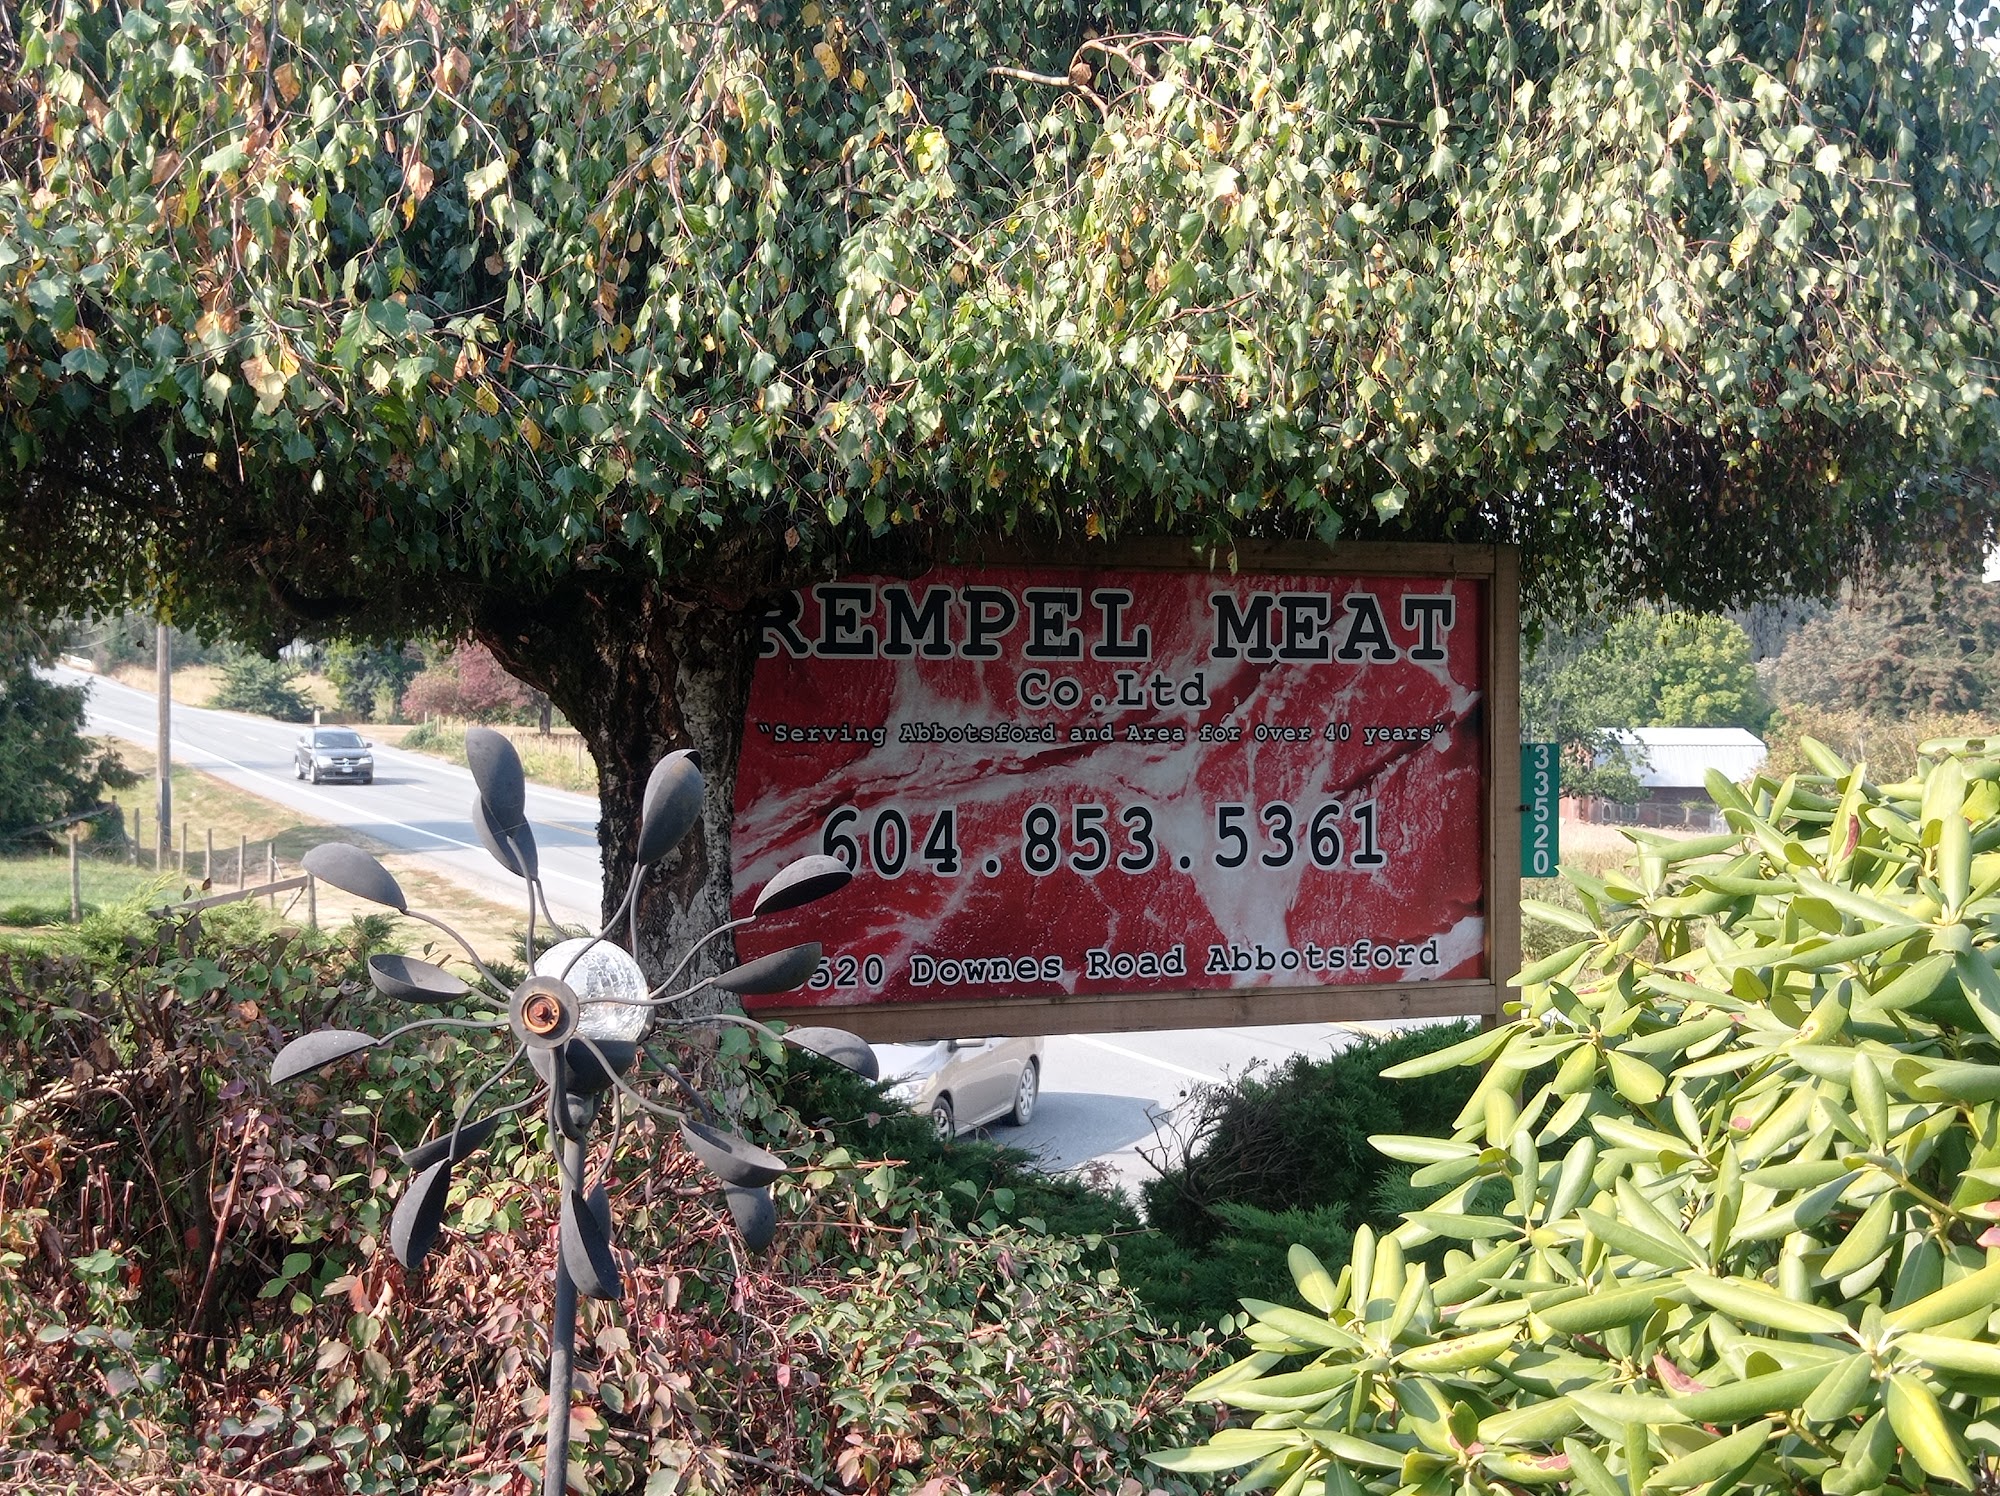 REMPEL MEAT
Co.Ltd
"Serving Abbotsford and Area for Over 40 years"
604.853.5361
520 Downes Road Abbotsford
33520